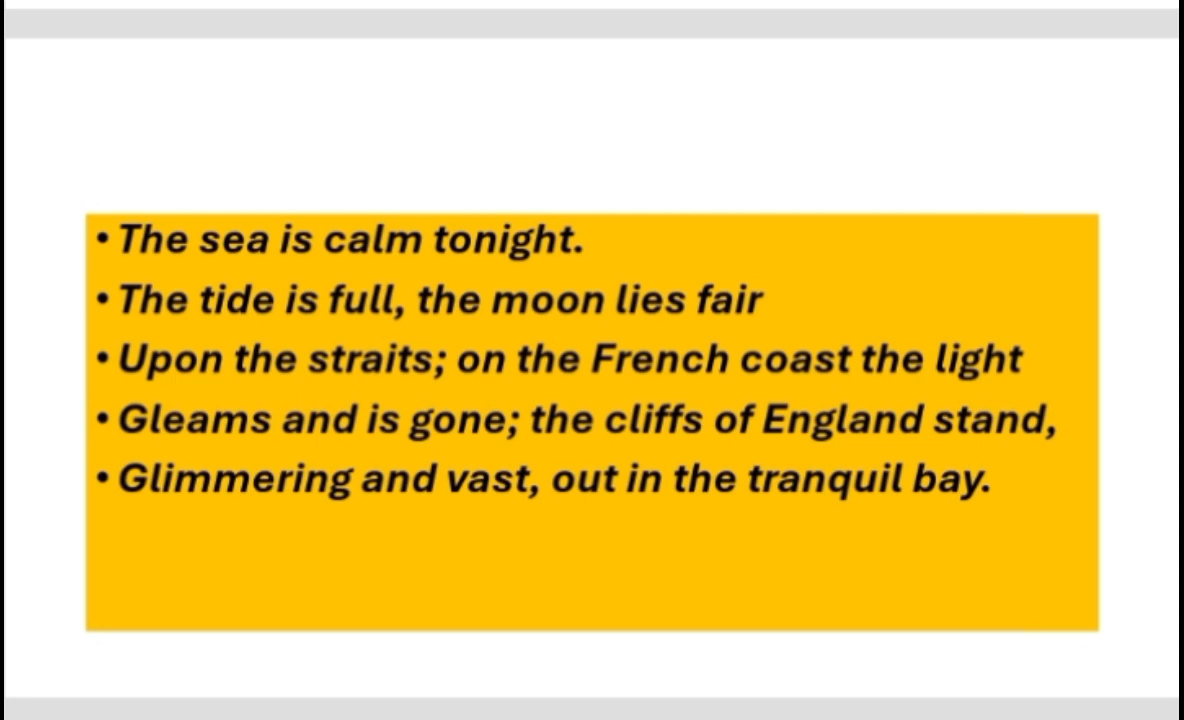 • The sea is calm tonight.
• The tide is full, the moon lies fair
• Upon the straits; on the French coast the light
• Gleams and is gone; the cliffs of England stand,
• Glimmering and vast, out in the tranquil bay.